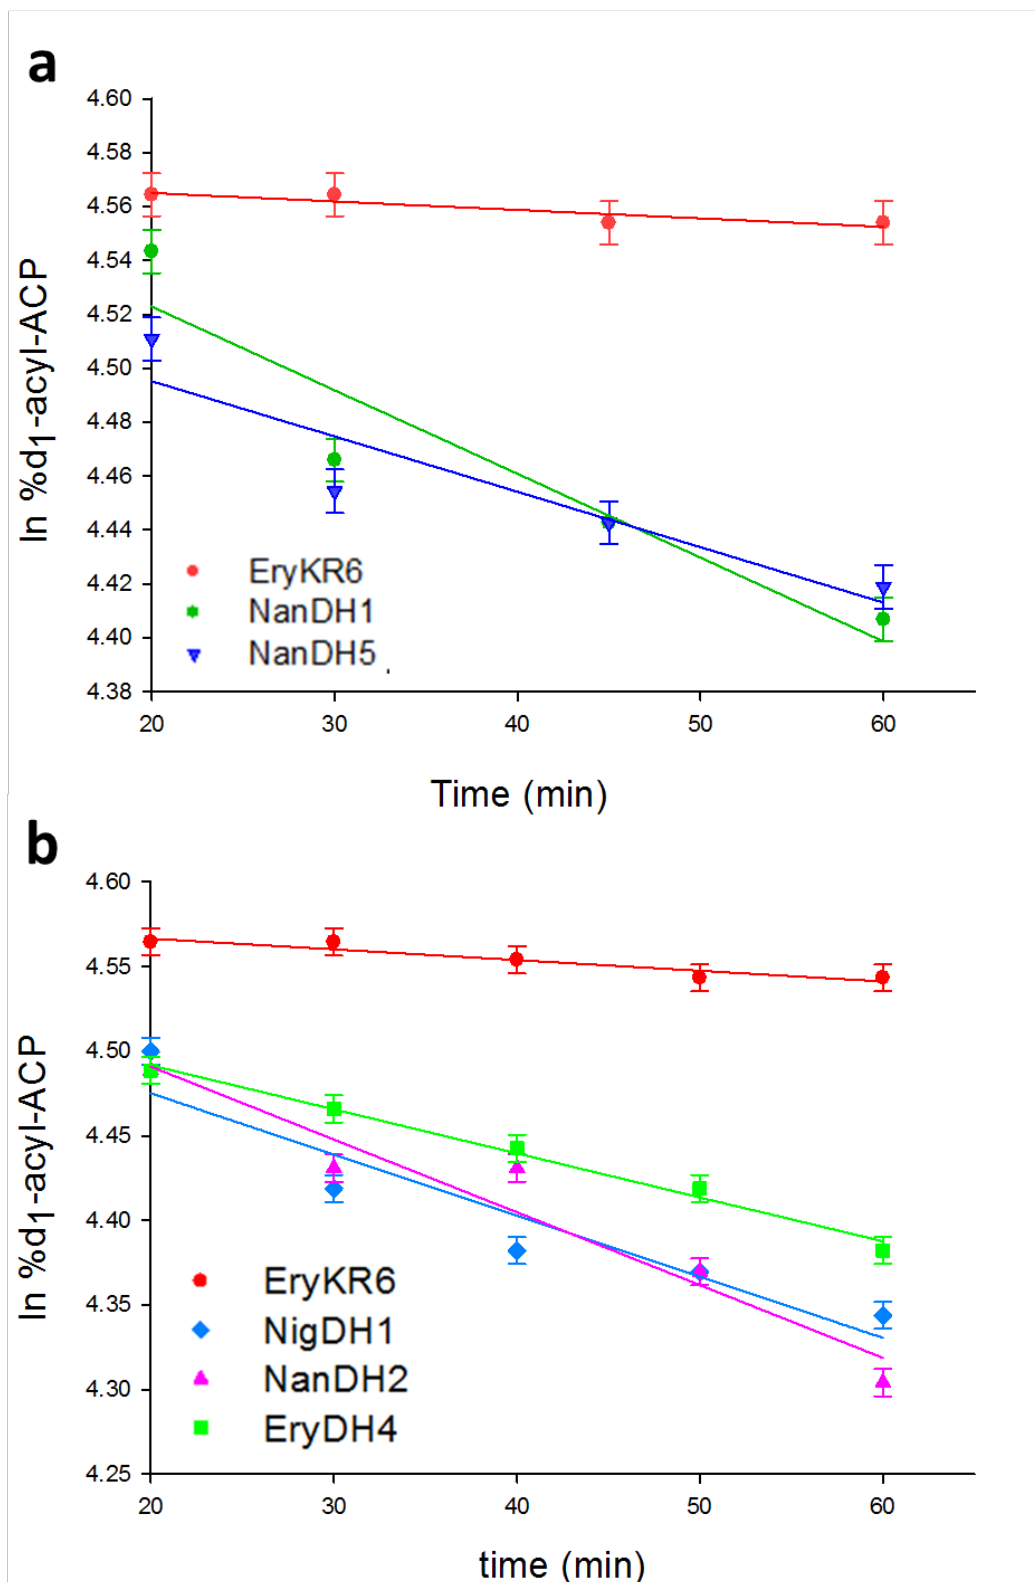 a
4.60
4.58
4.56
4.54
4.52
4.50
4.48
4.46
4.44
4.42
4.40
4.38
ln %d1-acyl-ACP
EryKR6
NanDH1
NanDH5
20
30
40
50
60
Time (min)
b
4.60
4.55
4.50
4.45
4.40
4.35
4.30
4.25
ln %d1-acyl-ACP
EryKR6
NigDH1
NanDH2
EryDH4
20
30
40
50
60
time (min)